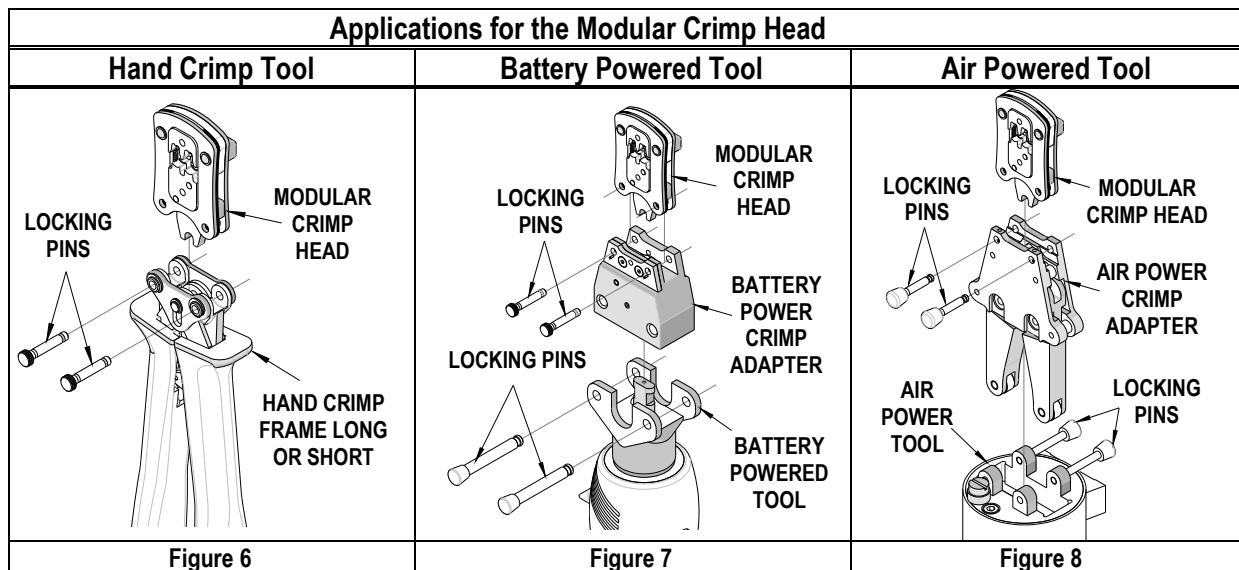 Applications for the Modular Crimp Head
Hand Crimp Tool
Battery Powered Tool
Air Powered Tool
LOCKING
PINS
MODULAR
CRIMP
HEAD
HAND CRIMP
FRAME LONG
OR SHORT
LOCKING
PINS
MODULAR
CRIMP
HEAD
BATTERY
POWER
CRIMP
ADAPTER
LOCKING PINS
BATTERY
POWERED
TOOL
LOCKING
PINS
MODULAR
CRIMP HEAD
AIR POWER
CRIMP
ADAPTER
AIR
POWER
TOOL
LOCKING
PINS
Figure 6
Figure 7
Figure 8